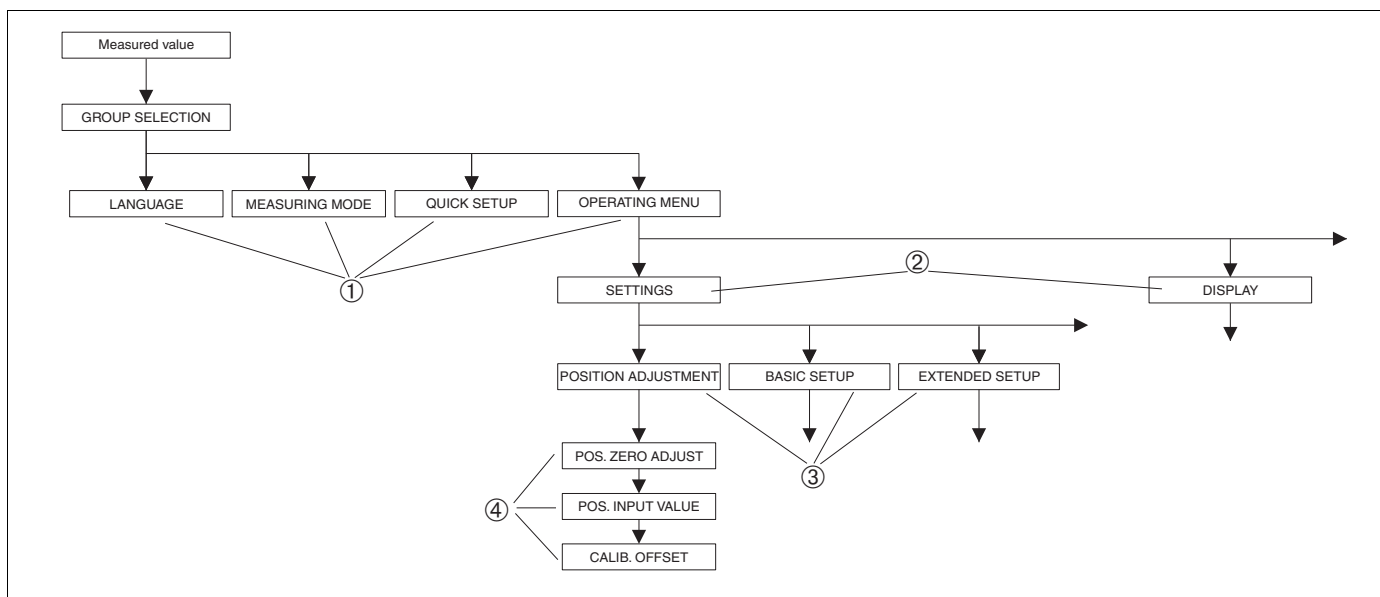 Measured value
GROUP SELECTION
LANGUAGE
MEASURING MODE
QUICK SETUP
OPERATING MENU
①
②
SETTINGS
DISPLAY
POSITION ADJUSTMENT
BASIC SETUP
EXTENDED SETUP
③
④
POS. ZERO ADJUST
POS. INPUT VALUE
CALIB. OFFSET